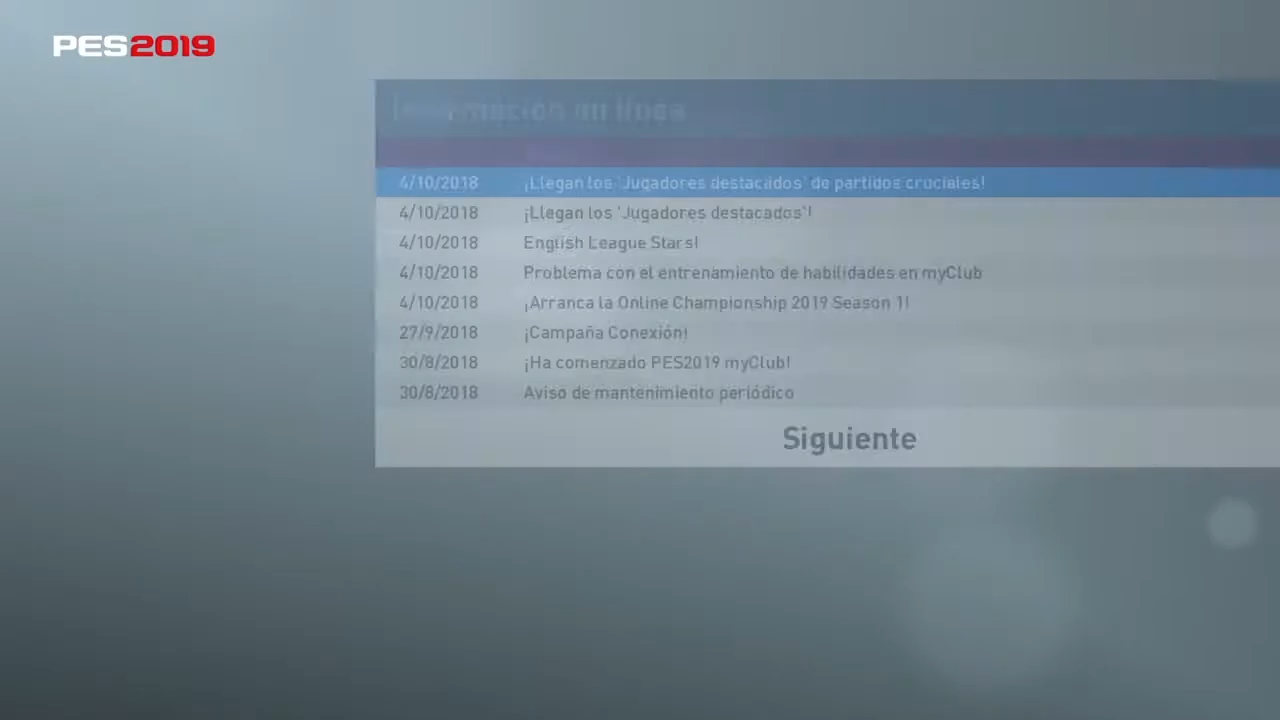 PES2019
Información en línea
4/10/2018 ¡Llegan los 'Jugadores destacados' de partidos cruciales!
4/10/2018 ¡Llegan los 'Jugadores destacados'!
4/10/2018 English League Stars!
4/10/2018 Problema con el entrenamiento de habilidades en myClub
4/10/2018 ¡Arranca la Online Championship 2019 Season 1!
27/9/2018 ¡Campaña Conexión!
30/8/2018 ¡Ha comenzado PES2019 myClub!
30/8/2018 Aviso de mantenimiento periódico
Siguiente